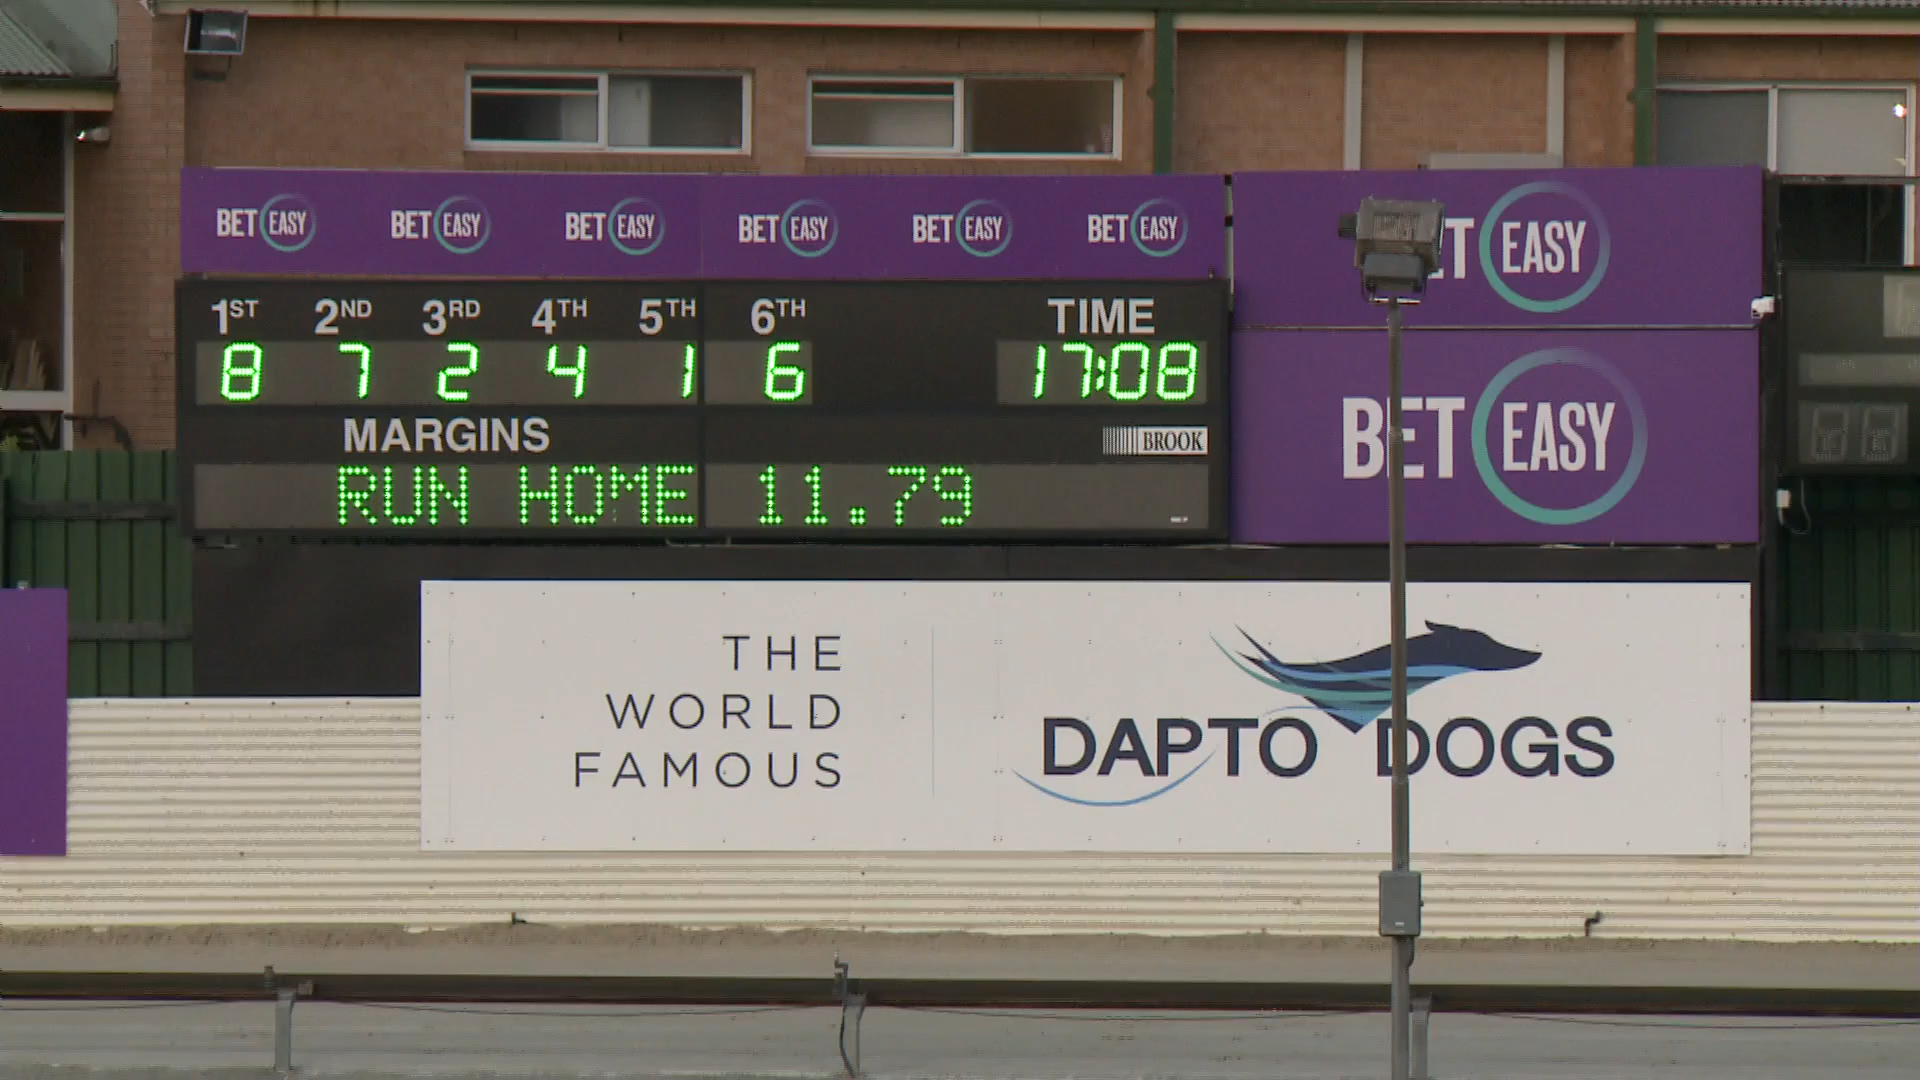 BET EASY BET EASY BET EASY BET EASY BET EASY BET EASY
T EASY
1ST 2ND 3RD 4TH 5TH 6TH TIME
8 7 2 4 1 6 17:08
MARGINS
BROOK
BET EASY
RUN HOME 11.79
THE
WORLD
FAMOUS
DAPTO DOGS